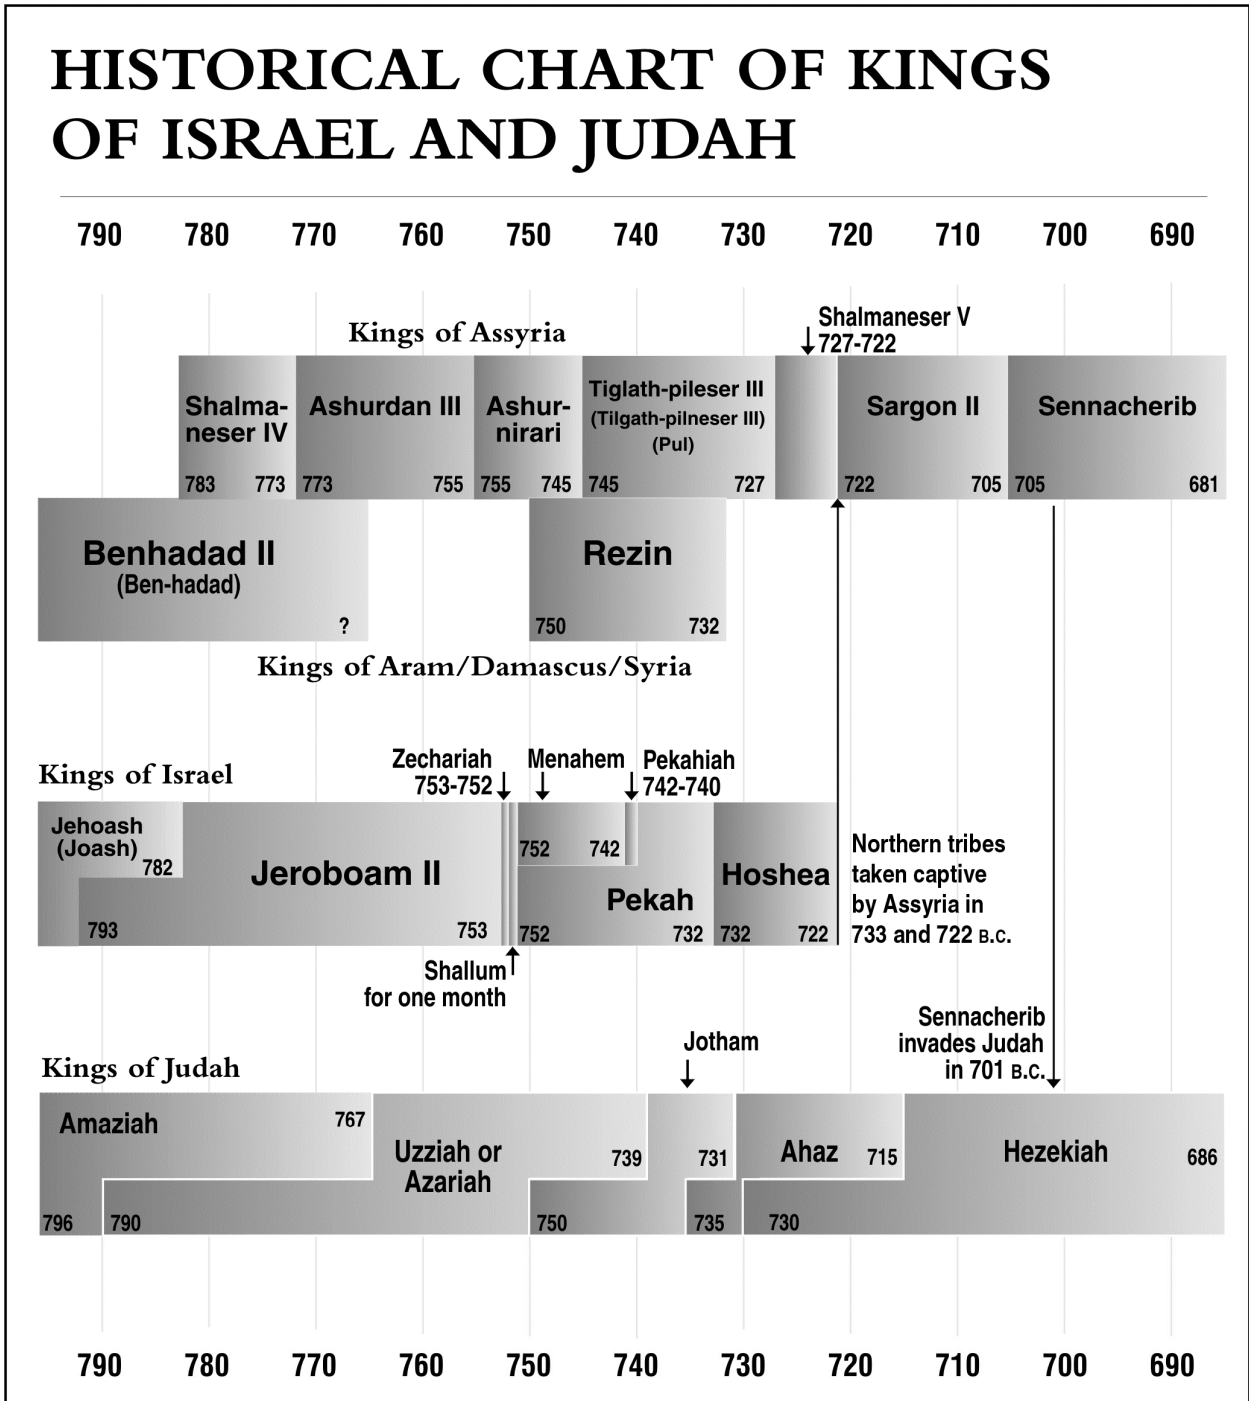 HISTORICAL CHART OF KINGS
OF ISRAEL AND JUDAH
790 780 770 760 750 740 730 720 710 700 690
Kings of Assyria
Shalmaneser V
727-722
Shalma-
neser IV
783 773
Ashurdan III
773 755
Ashur-
nirari
755 745
Tiglath-pileser III
(Tilgath-pilneser III)
(Pul)
745 727
Sargon II
722 705
Sennacherib
705 681
Benhadad II
(Ben-hadad)
?
Rezin
750 732
Kings of Aram/Damascus/Syria
Kings of Israel
Zechariah
753-752
Menahem
Pekahiah
742-740
Jehoash
(Joash)
782
Jeroboam II
793 753
752 742
Pekah
752 732
Hoshea
732 722
Northern tribes
taken captive
by Assyria in
733 and 722 B.C.
Shallum
for one month
Sennacherib
invades Judah
in 701 B.C.
Kings of Judah
Jotham
Amaziah
767
796
Uzziah or
Azariah
739
790
731
750
Ahaz
715
735
Hezekiah
686
730
790 780 770 760 750 740 730 720 710 700 690